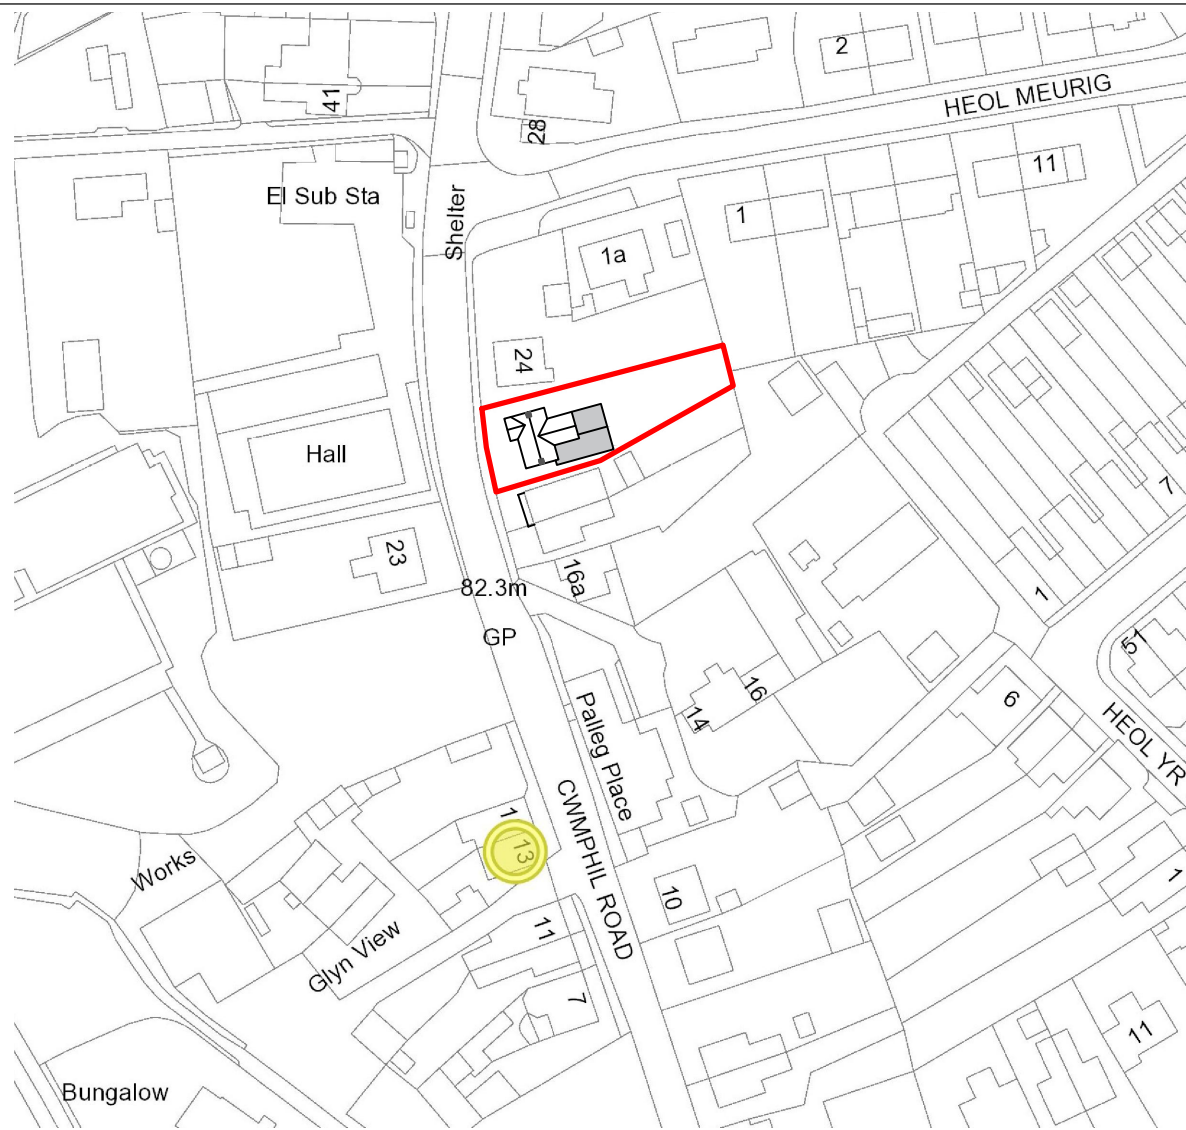 2
HEOL MEURIG
41
28
11
El Sub Sta
Shelter
1
1a
24
Hall
7
23
16a
82.3m
1
GP
51
16
6
14
Palleg Place
HEOL YR
1
13
CWMPHIL ROAD
Works
10
1
11
Glyn View
7
11
Bungalow